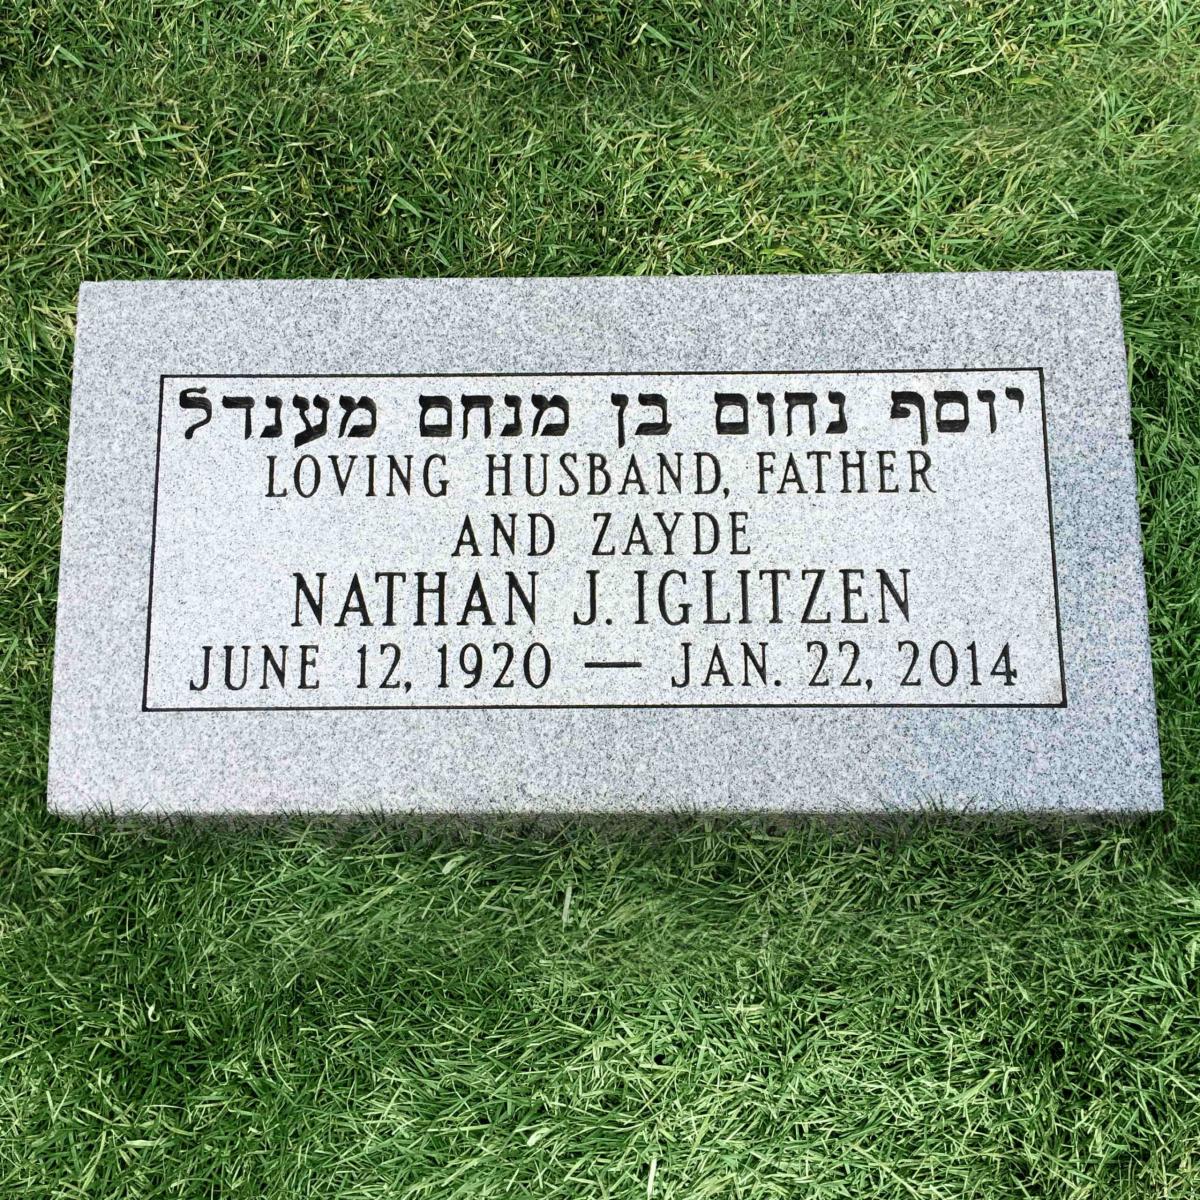 יוסף נחום בן מנחם מענדל
LOVING HUSBAND, FATHER
AND ZAYDE
NATHAN J. IGLITZEN
JUNE 12, 1920 — JAN. 22, 2014